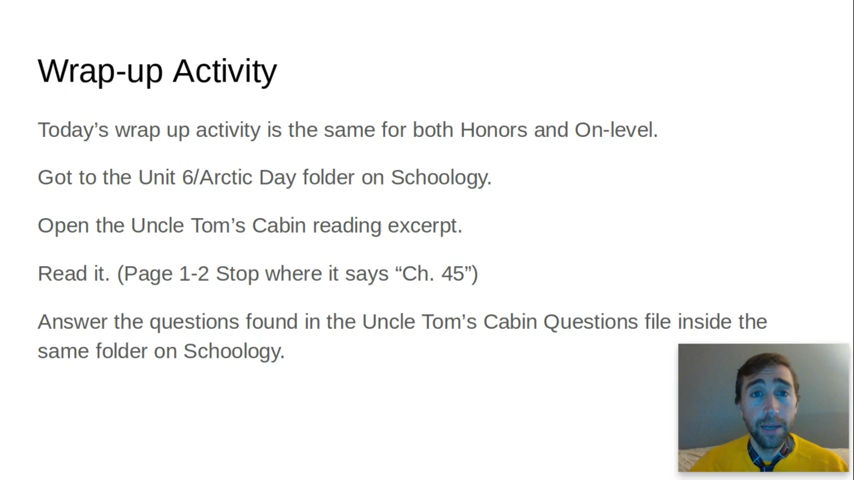 Wrap-up Activity
Today’s wrap up activity is the same for both Honors and On-level.
Got to the Unit 6/Arctic Day folder on Schoology.
Open the Uncle Tom’s Cabin reading excerpt.
Read it. (Page 1-2 Stop where it says “Ch. 45”)
Answer the questions found in the Uncle Tom’s Cabin Questions file inside the
same folder on Schoology.